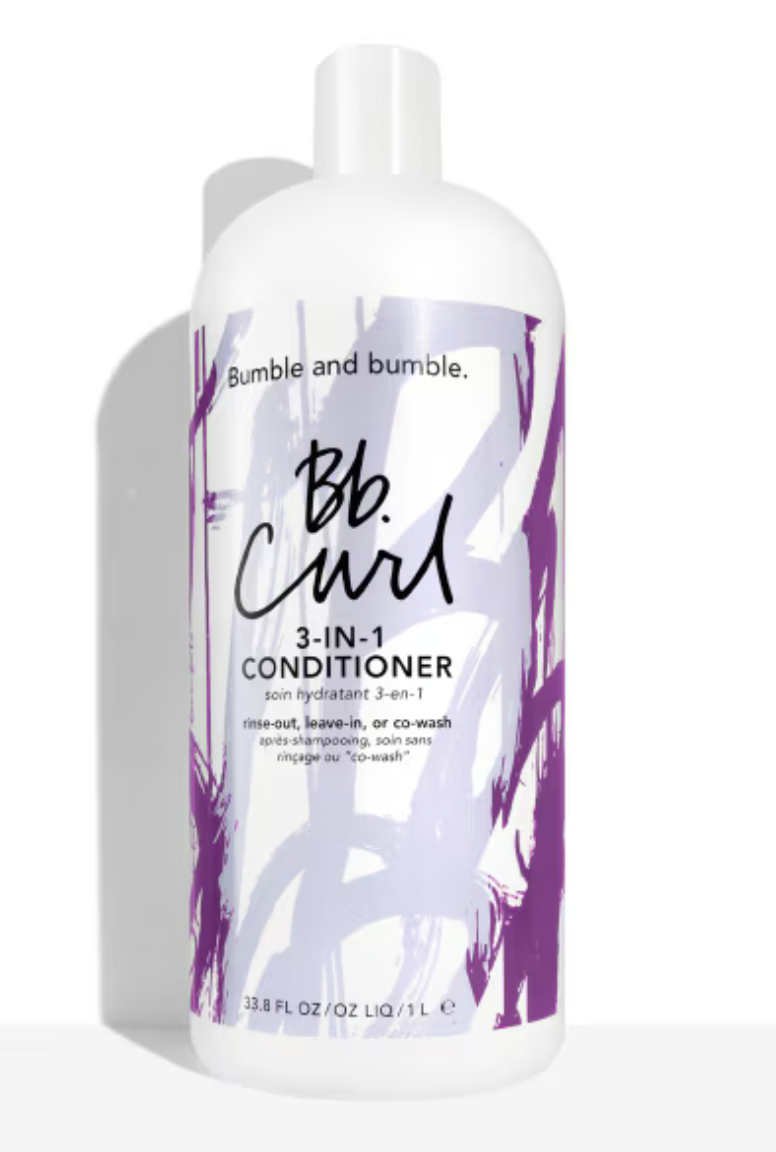 Bumble and bumble.
Bb.
Curl
3-IN-1
CONDITIONER
soin hydratant 3-en-1
rinse-out, leave-in, or co-wash
après-shampooing, soin sans
rinçage ou "co-wash"
33.8 FL OZ/OZ LIQ/1 L ℮